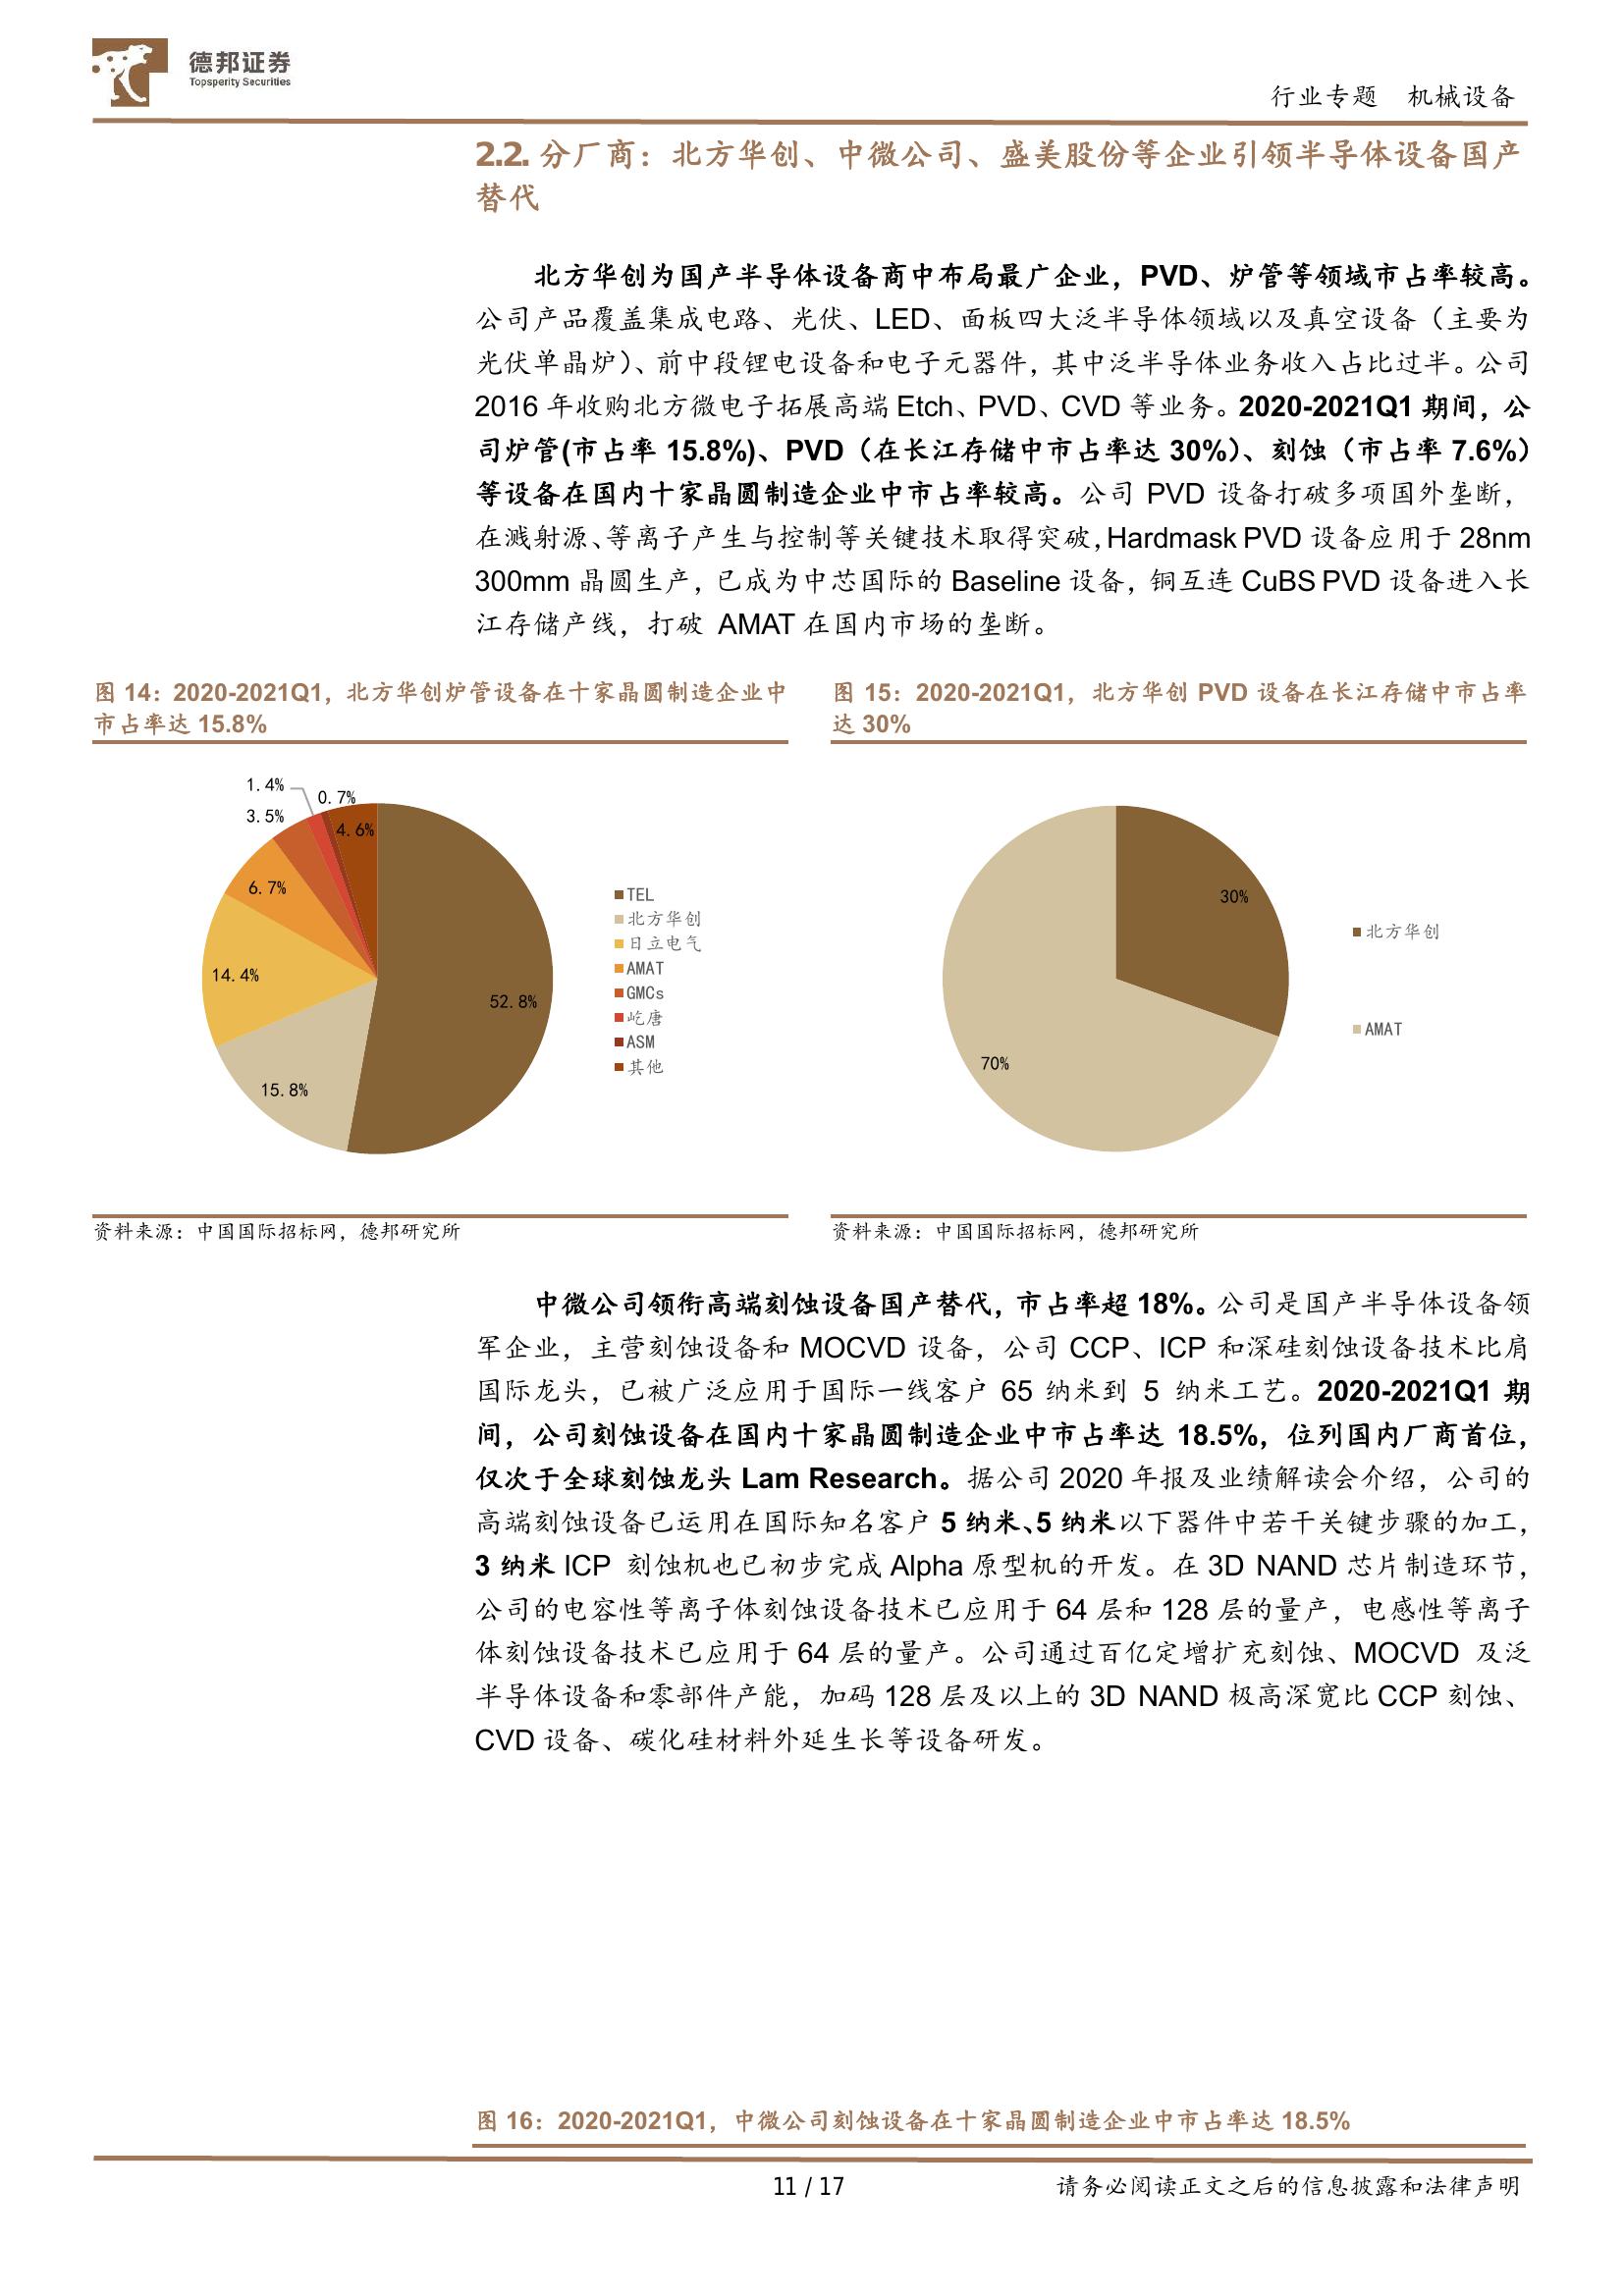 德邦证券
Topsperity Securities
行业专题 机械设备
2.2. 分厂商：北方华创、中微公司、盛美股份等企业引领半导体设备国产
替代
北方华创为国产半导体设备商中布局最广企业，PVD、炉管等领域市占率较高。
公司产品覆盖集成电路、光伏、LED、面板四大泛半导体领域以及真空设备（主要为
光伏单晶炉）、前中段锂电设备和电子元器件，其中泛半导体业务收入占比过半。公司
2016 年收购北方微电子拓展高端 Etch、PVD、CVD 等业务。2020-2021Q1 期间，公
司炉管(市占率 15.8%)、PVD（在长江存储中市占率达 30%）、刻蚀（市占率 7.6%）
等设备在国内十家晶圆制造企业中市占率较高。公司 PVD 设备打破多项国外垄断，
在溅射源、等离子产生与控制等关键技术取得突破，Hardmask PVD 设备应用于 28nm
300mm 晶圆生产，已成为中芯国际的 Baseline 设备，铜互连 CuBS PVD 设备进入长
江存储产线，打破 AMAT 在国内市场的垄断。
图 14：2020-2021Q1，北方华创炉管设备在十家晶圆制造企业中
市占率达 15.8%
1.4%
0.7%
3.5%
4.6%
6.7%
14.4%
52.8%
15.8%
TEL
北方华创
日立电气
AMAT
GMCs
屹唐
ASM
其他
资料来源：中国国际招标网，德邦研究所
图 15：2020-2021Q1，北方华创 PVD 设备在长江存储中市占率
达 30%
30%
70%
北方华创
AMAT
资料来源：中国国际招标网，德邦研究所
中微公司领衔高端刻蚀设备国产替代，市占率超 18%。公司是国产半导体设备领
军企业，主营刻蚀设备和 MOCVD 设备，公司 CCP、ICP 和深硅刻蚀设备技术比肩
国际龙头，已被广泛应用于国际一线客户 65 纳米到 5 纳米工艺。2020-2021Q1 期
间，公司刻蚀设备在国内十家晶圆制造企业中市占率达 18.5%，位列国内厂商首位，
仅次于全球刻蚀龙头 Lam Research。据公司 2020 年报及业绩解读会介绍，公司的
高端刻蚀设备已运用在国际知名客户 5 纳米、5 纳米以下器件中若干关键步骤的加工，
3 纳米 ICP 刻蚀机也已初步完成 Alpha 原型机的开发。在 3D NAND 芯片制造环节，
公司的电容性等离子体刻蚀设备技术已应用于 64 层和 128 层的量产，电感性等离子
体刻蚀设备技术已应用于 64 层的量产。公司通过百亿定增扩充刻蚀、MOCVD 及泛
半导体设备和零部件产能，加码 128 层及以上的 3D NAND 极高深宽比 CCP 刻蚀、
CVD 设备、碳化硅材料外延生长等设备研发。
图 16：2020-2021Q1，中微公司刻蚀设备在十家晶圆制造企业中市占率达 18.5%
11 / 17
请务必阅读正文之后的信息披露和法律声明